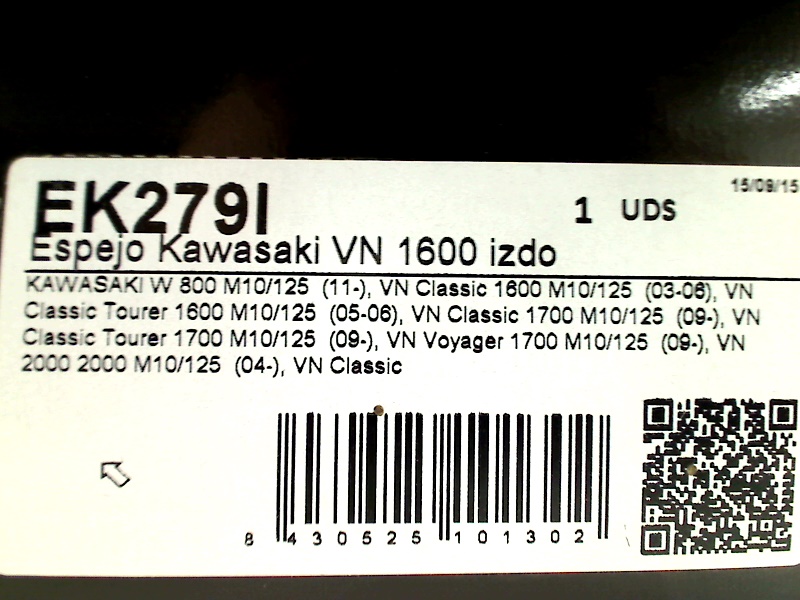 15/09/15
EK279I
1 UDS
Espejo Kawasaki VN 1600 izdo
KAWASAKI W 800 M10/125 (11-), VN Classic 1600 M10/125 (03-06), VN
Classic Tourer 1600 M10/125 (05-06), VN Classic 1700 M10/125 (09-), VN
Classic Tourer 1700 M10/125 (09-), VN Voyager 1700 M10/125 (09-), VN
2000 2000 M10/125 (04-), VN Classic
8 430525 101302